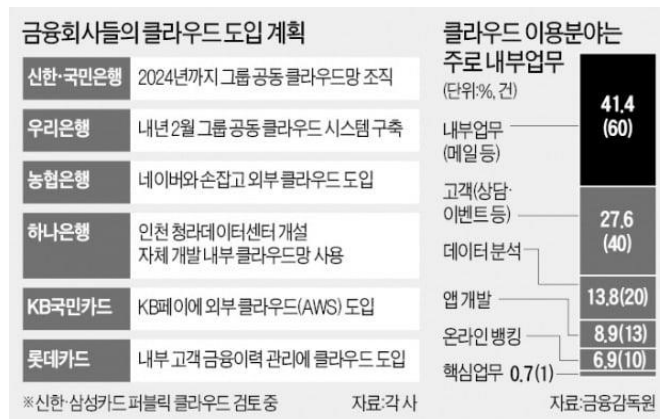 금융회사들의 클라우드 도입 계획
신한·국민은행 2024년까지 그룹 공동 클라우드망 조직
우리은행 내년 2월 그룹 공동 클라우드 시스템 구축
농협은행 네이버와 손잡고 외부 클라우드 도입
하나은행 인천 청라데이터센터 개설
자체 개발 내부 클라우드망 사용
KB국민카드 KB페이에 외부 클라우드(AWS) 도입
롯데카드 내부 고객 금융이력 관리에 클라우드 도입
※신한·삼성카드 퍼블릭 클라우드 검토 중 자료:각 사
클라우드 이용분야는
주로 내부업무
(단위:%, 건)
내부업무
(메일 등)
41.4
(60)
고객(상담·
이벤트 등)
27.6
(40)
데이터 분석
13.8(20)
앱 개발
8.9(13)
온라인 뱅킹
6.9(10)
핵심업무 0.7(1)
자료:금융감독원